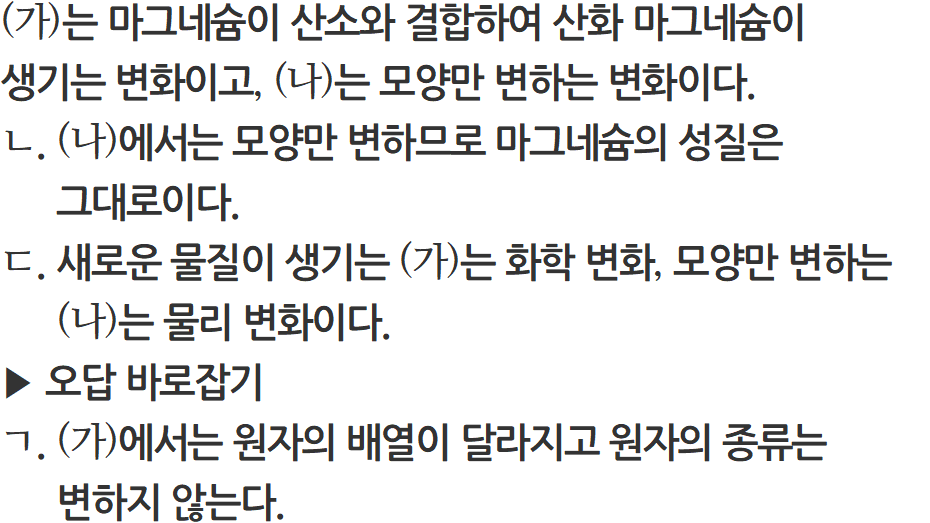 (가)는 마그네슘이 산소와 결합하여 산화 마그네슘이
생기는 변화이고, (나)는 모양만 변하는 변화이다.
ㄴ. (나)에서는 모양만 변하므로 마그네슘의 성질은
그대로이다.
ㄷ. 새로운 물질이 생기는 (가)는 화학 변화, 모양만 변하는
(나)는 물리 변화이다.
▶ 오답 바로잡기
ㄱ. (가)에서는 원자의 배열이 달라지고 원자의 종류는
변하지 않는다.